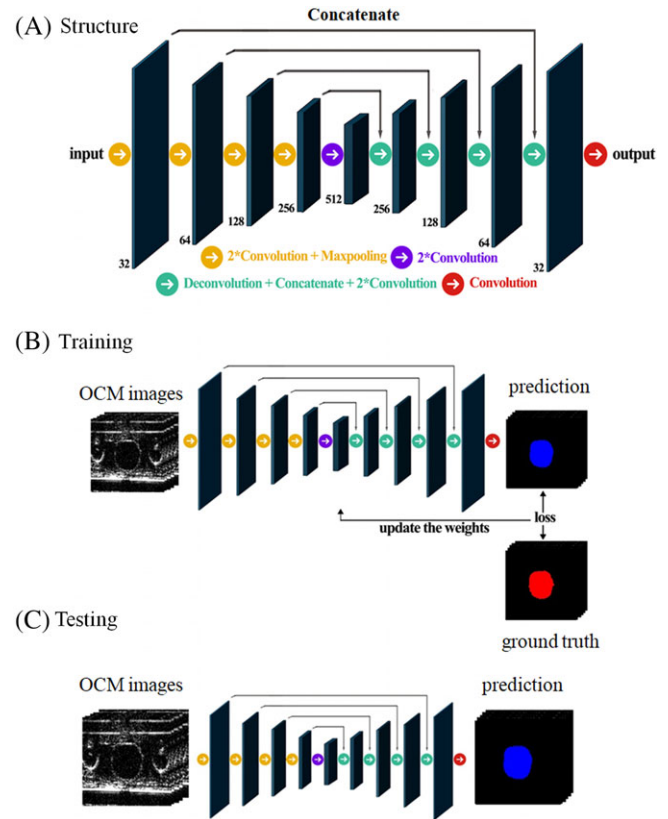 (A) Structure
Concatenate
input
output
32
64
128
256
512
256
128
64
32
2*Convolution + Maxpooling
2*Convolution
Deconvolution + Concatenate + 2*Convolution
Convolution
(B) Training
OCM images
prediction
loss
update the weights
ground truth
(C) Testing
OCM images
prediction